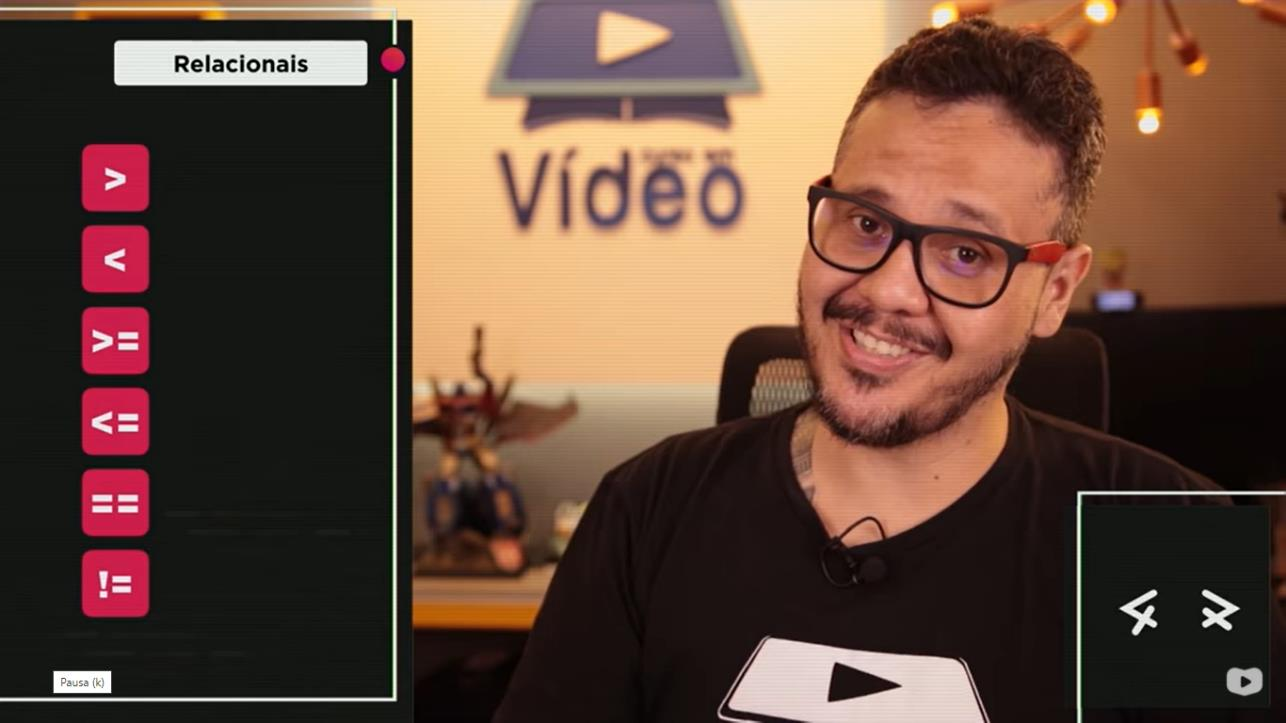 Relacionais
>
<
>=
<=
==
!=
Vídeo
Pausa (k)